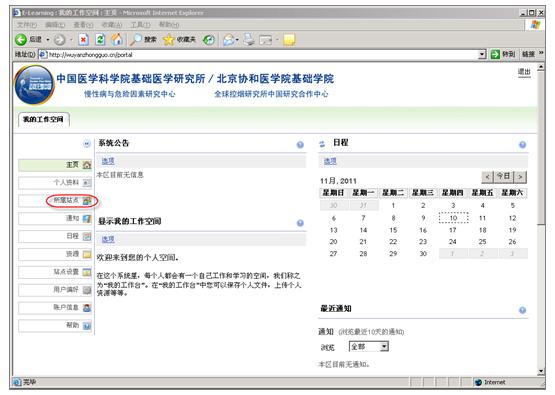 E-Learning : 我的工作空间 : 主页 - Microsoft Internet Explorer
文件(F) 编辑(E) 查看(V) 收藏(A) 工具(T) 帮助(H)
后退 搜索 收藏夹
地址(D) http://wuyanzhongguo.cn/portal 转到 链接 »
中国医学科学院基础医学研究所 / 北京协和医学院基础学院
退出
慢性病与危险因素研究中心 全球控烟研究所中国研究合作中心
我的工作空间
主页
个人资料
所属站点
通知
日程
资源
站点设置
用户偏好
账户信息
帮助
系统公告
选项
本区目前无信息
显示我的工作空间
选项
欢迎来到您的个人空间。
在这个系统里，每个人都会有一个自己工作和学习的空间，我们称之
为“我的工作台”。在“我的工作台”中您可以保存个人文件，上传个人
资源等等。
日程
选项
< 今日 >
11月, 2011
星期日 星期一 星期二 星期三 星期四 星期五 星期六
30 31 1 2 3 4 5
6 7 8 9 10 11 12
13 14 15 16 17 18 19
20 21 22 23 24 25 26
27 28 29 30 1 2 3
最近通知
通知 (浏览最近10天的通知)
浏览 全部
本区目前无通知。
完毕 Internet